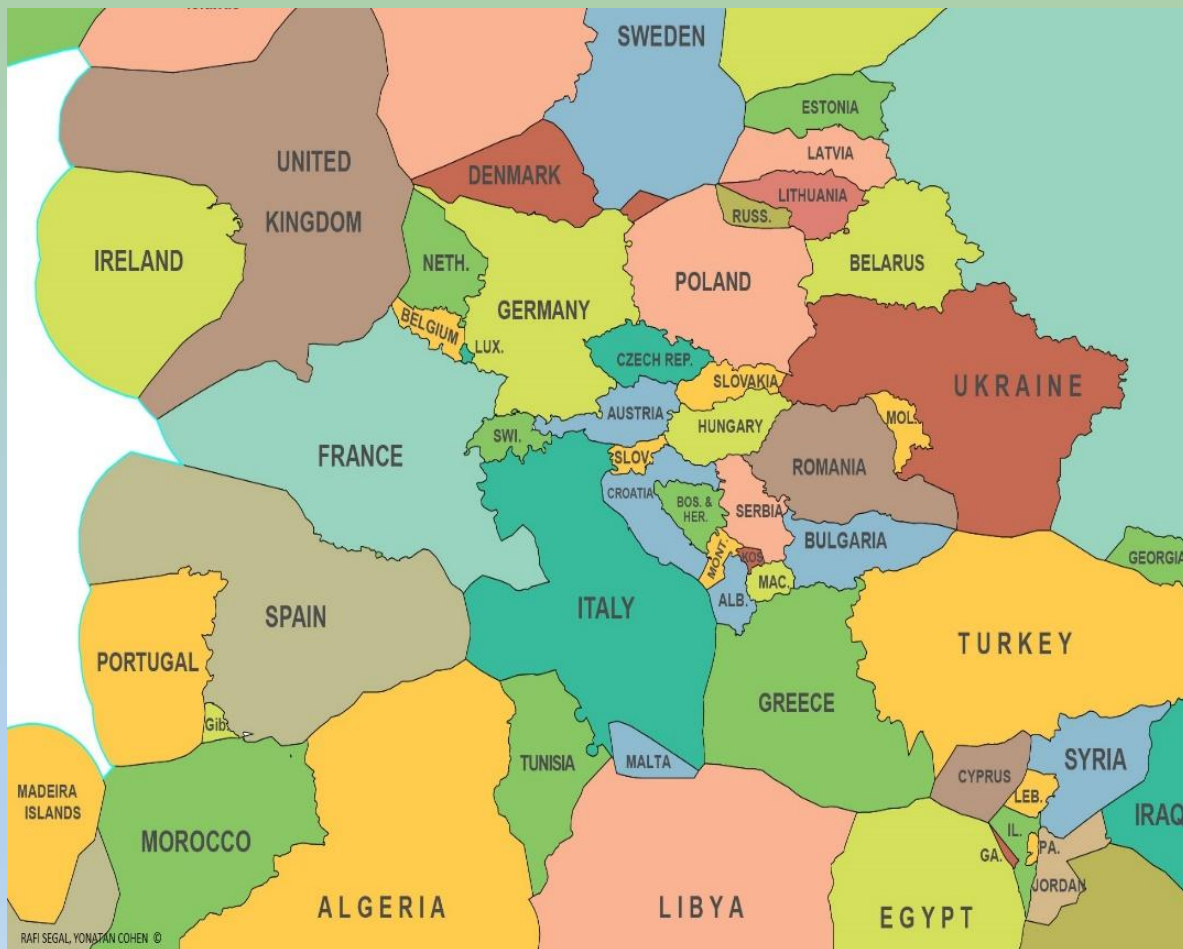 Islands
SWEDEN
ESTONIA
UNITED
KINGDOM
LATVIA
DENMARK
LITHUANIA
RUSS.
IRELAND
NETH.
BELARUS
POLAND
GERMANY
BELGIUM
LUX.
CZECH REP.
SLOVAKIA
UKRAINE
AUSTRIA
MOL.
HUNGARY
SWI.
FRANCE
SLOV.
ROMANIA
CROATIA
BOS. &
HER.
SERBIA
BULGARIA
MONT.
KOS.
GEORGIA
MAC.
ALB.
ITALY
SPAIN
TURKEY
PORTUGAL
GREECE
Gib.
TUNISIA
MALTA
SYRIA
CYPRUS
MADEIRA
ISLANDS
LEB.
IRAQ
MOROCCO
IL.
PA.
GA.
JORDAN
ALGERIA
LIBYA
EGYPT
RAFI SEGAL, YONATAN COHEN ©